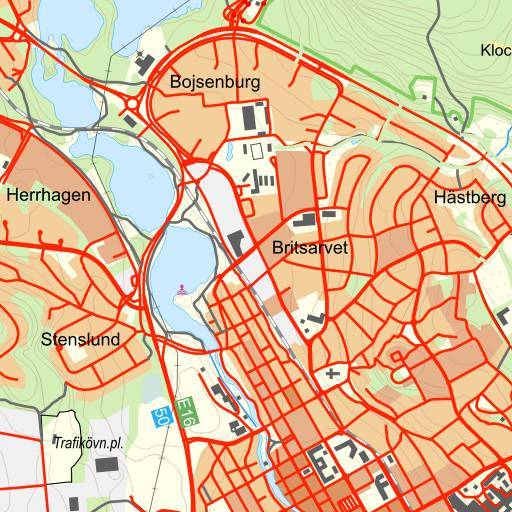 Kloc
Bojsenburg
Herrhagen
Hästberg
Britsarvet
Stenslund
50
E16
Trafikövn.pl.